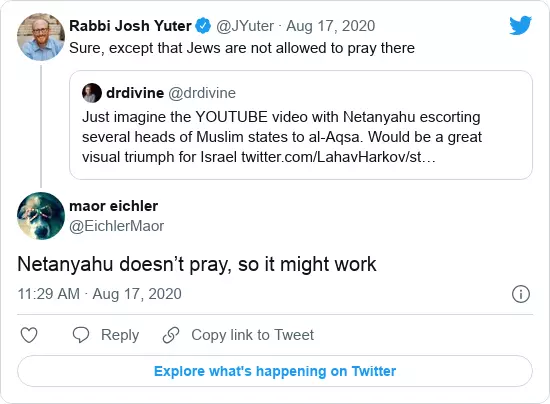 Rabbi Josh Yuter @JYuter · Aug 17, 2020
Sure, except that Jews are not allowed to pray there
drdivine @drdivine
Just imagine the YOUTUBE video with Netanyahu escorting
several heads of Muslim states to al-Aqsa. Would be a great
visual triumph for Israel twitter.com/LahavHarkov/st…
maor eichler
@EichlerMaor
Netanyahu doesn’t pray, so it might work
11:29 AM · Aug 17, 2020
Reply Copy link to Tweet
Explore what's happening on Twitter